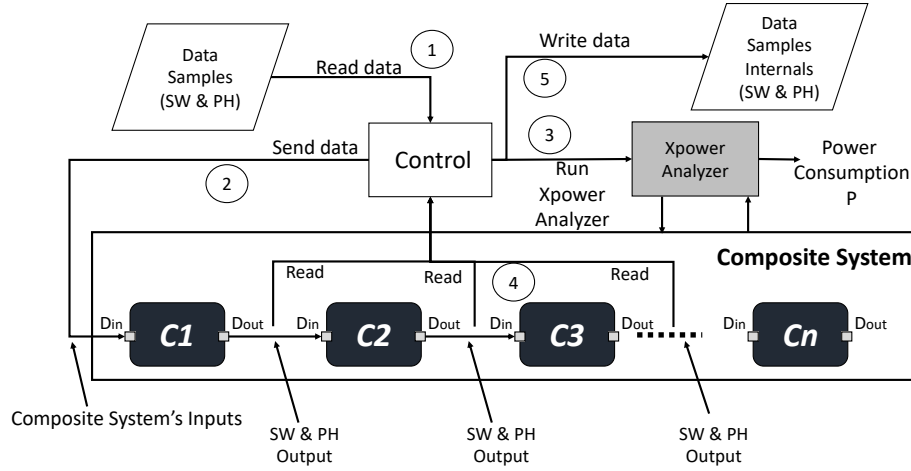 Data
Samples
(SW & PH)
1
Read data
Write data
5
Data
Samples
Internals
(SW & PH)
Send data
2
Control
3
Run
Xpower
Analyzer
Xpower
Analyzer
Power
Consumption
P
Composite System
Read
Read
4
Read
Din
C1
Dout
Din
C2
Dout
Din
C3
Dout
Din
Cn
Dout
Composite System's Inputs
SW & PH
Output
SW & PH
Output
SW & PH
Output